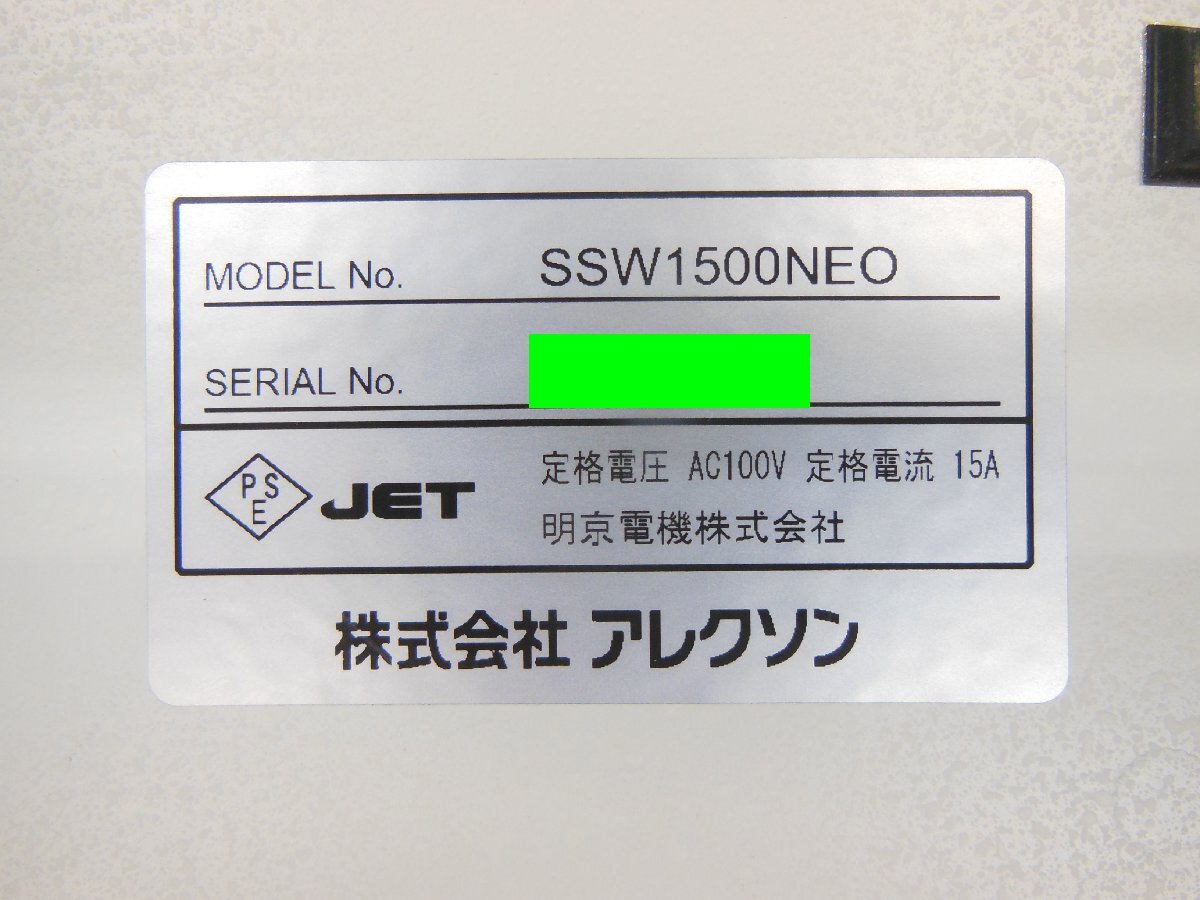 MODEL No. SSW1500NEO
SERIAL No.
PSE JET 定格電圧 AC100V 定格電流 15A
明京電機株式会社
株式会社 アレクソン